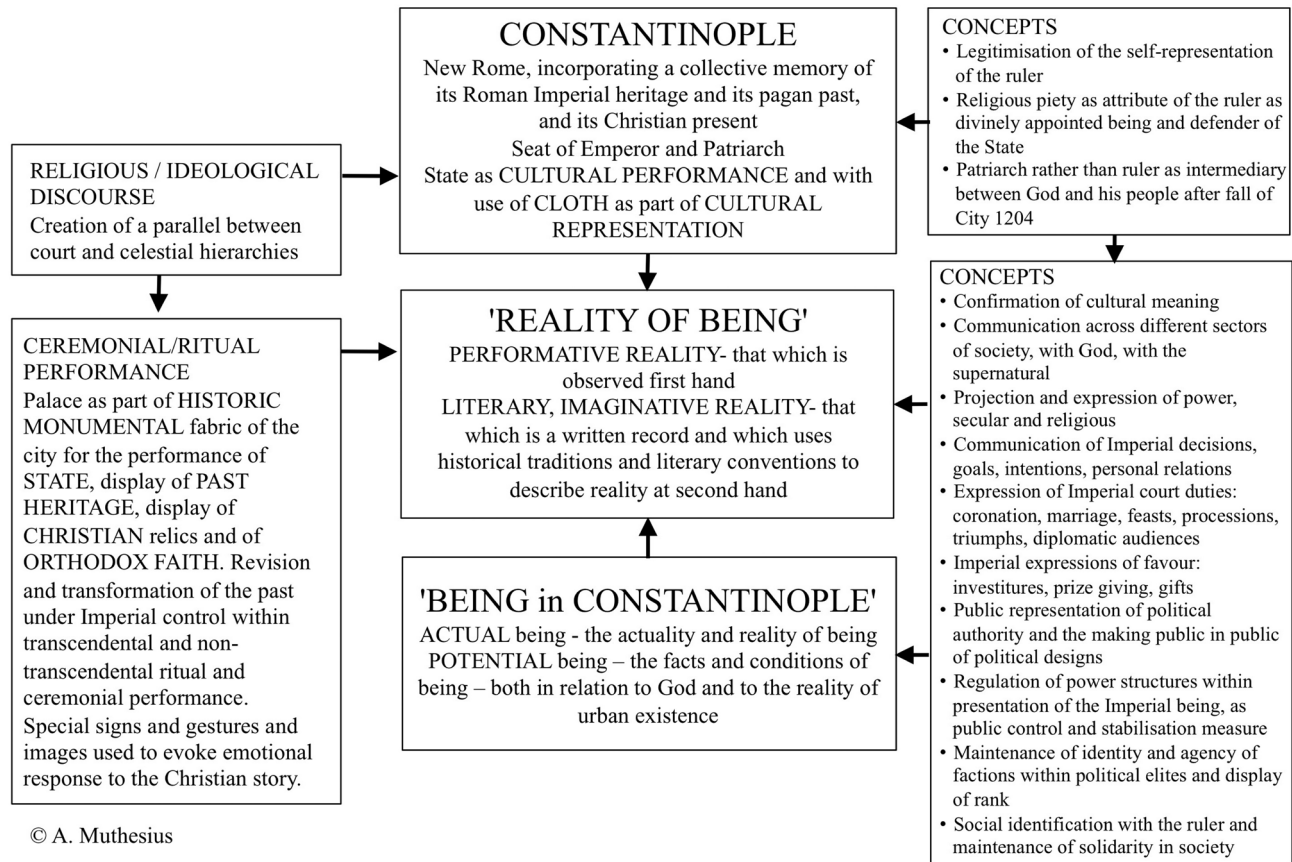 CONSTANTINOPLE
New Rome, incorporating a collective memory of
its Roman Imperial heritage and its pagan past,
and its Christian present
Seat of Emperor and Patriarch
State as CULTURAL PERFORMANCE and with
use of CLOTH as part of CULTURAL
REPRESENTATION
CONCEPTS
• Legitimisation of the self-representation
of the ruler
• Religious piety as attribute of the ruler as
divinely appointed being and defender of
the State
• Patriarch rather than ruler as intermediary
between God and his people after fall of
City 1204
RELIGIOUS / IDEOLOGICAL
DISCOURSE
Creation of a parallel between
court and celestial hierarchies
CEREMONIAL/RITUAL
PERFORMANCE
Palace as part of HISTORIC
MONUMENTAL fabric of the
city for the performance of
STATE, display of PAST
HERITAGE, display of
CHRISTIAN relics and of
ORTHODOX FAITH. Revision
and transformation of the past
under Imperial control within
transcendental and non-
transcendental ritual and
ceremonial performance.
Special signs and gestures and
images used to evoke emotional
response to the Christian story.
'REALITY OF BEING'
PERFORMATIVE REALITY- that which is
observed first hand
LITERARY, IMAGINATIVE REALITY- that
which is a written record and which uses
historical traditions and literary conventions to
describe reality at second hand
'BEING in CONSTANTINOPLE'
ACTUAL being - the actuality and reality of being
POTENTIAL being – the facts and conditions of
being – both in relation to God and to the reality of
urban existence
CONCEPTS
• Confirmation of cultural meaning
• Communication across different sectors
of society, with God, with the
supernatural
• Projection and expression of power,
secular and religious
• Communication of Imperial decisions,
goals, intentions, personal relations
• Expression of Imperial court duties:
coronation, marriage, feasts, processions,
triumphs, diplomatic audiences
• Imperial expressions of favour:
investitures, prize giving, gifts
• Public representation of political
authority and the making public in public
of political designs
• Regulation of power structures within
presentation of the Imperial being, as
public control and stabilisation measure
• Maintenance of identity and agency of
factions within political elites and display
of rank
• Social identification with the ruler and
maintenance of solidarity in society
© A. Muthesius